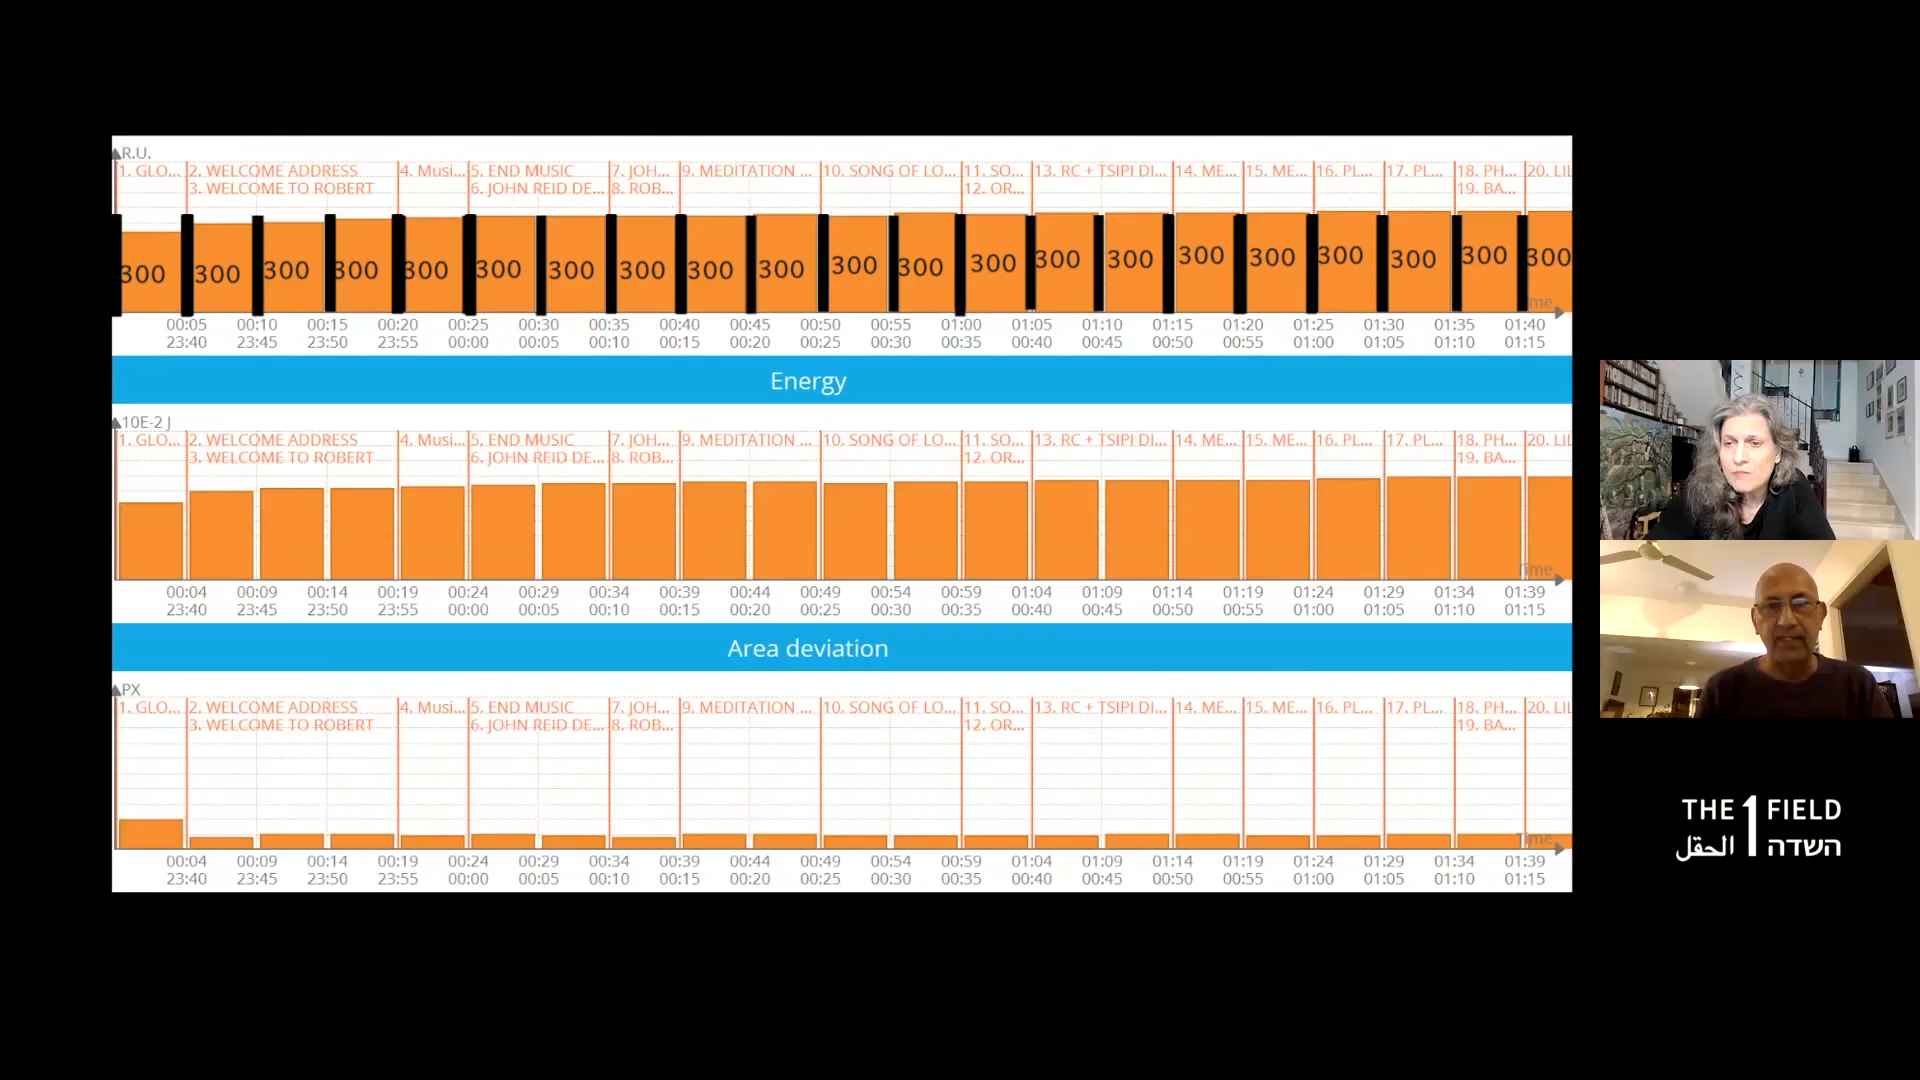 R.U.
1. GLO... 2. WELCOME ADDRESS 4. Musi... 5. END MUSIC 7. JOH... 9. MEDITATION ... 10. SONG OF LO... 11. SO... 13. RC + TSIPI DI... 14. ME... 15. ME... 16. PL... 17. PL... 18. PH... 20. LIL
3. WELCOME TO ROBERT 6. JOHN REID DE... 8. ROB... 12. OR... 19. BA...
300 300 300 300 300 300 300 300 300 300 300 300 300 300 300 300 300 300 300 300 300
00:05 00:10 00:15 00:20 00:25 00:30 00:35 00:40 00:45 00:50 00:55 01:00 01:05 01:10 01:15 01:20 01:25 01:30 01:35 01:40
23:40 23:45 23:50 23:55 00:00 00:05 00:10 00:15 00:20 00:25 00:30 00:35 00:40 00:45 00:50 00:55 01:00 01:05 01:10 01:15
Energy
10E-2 J
1. GLO... 2. WELCOME ADDRESS 4. Musi... 5. END MUSIC 7. JOH... 9. MEDITATION ... 10. SONG OF LO... 11. SO... 13. RC + TSIPI DI... 14. ME... 15. ME... 16. PL... 17. PL... 18. PH... 20. LIL
3. WELCOME TO ROBERT 6. JOHN REID DE... 8. ROB... 12. OR... 19. BA...
Time
00:04 00:09 00:14 00:19 00:24 00:29 00:34 00:39 00:44 00:49 00:54 00:59 01:04 01:09 01:14 01:19 01:24 01:29 01:34 01:39
23:40 23:45 23:50 23:55 00:00 00:05 00:10 00:15 00:20 00:25 00:30 00:35 00:40 00:45 00:50 00:55 01:00 01:05 01:10 01:15
Area deviation
PX
1. GLO... 2. WELCOME ADDRESS 4. Musi... 5. END MUSIC 7. JOH... 9. MEDITATION ... 10. SONG OF LO... 11. SO... 13. RC + TSIPI DI... 14. ME... 15. ME... 16. PL... 17. PL... 18. PH... 20. LIL
3. WELCOME TO ROBERT 6. JOHN REID DE... 8. ROB... 12. OR... 19. BA...
Time
00:04 00:09 00:14 00:19 00:24 00:29 00:34 00:39 00:44 00:49 00:54 00:59 01:04 01:09 01:14 01:19 01:24 01:29 01:34 01:39
23:40 23:45 23:50 23:55 00:00 00:05 00:10 00:15 00:20 00:25 00:30 00:35 00:40 00:45 00:50 00:55 01:00 01:05 01:10 01:15
THE 1 FIELD
الحقل השדה